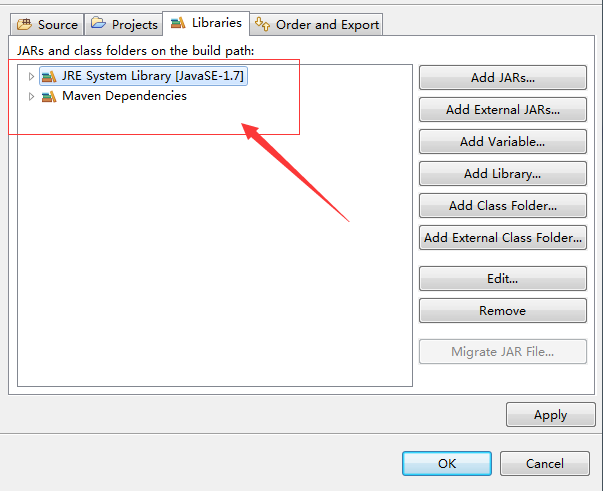 Source Projects Libraries Order and Export
JARs and class folders on the build path:
JRE System Library [JavaSE-1.7]
Maven Dependencies
Add JARs...
Add External JARs...
Add Variable...
Add Library...
Add Class Folder...
Add External Class Folder...
Edit...
Remove
Migrate JAR File...
Apply
OK Cancel